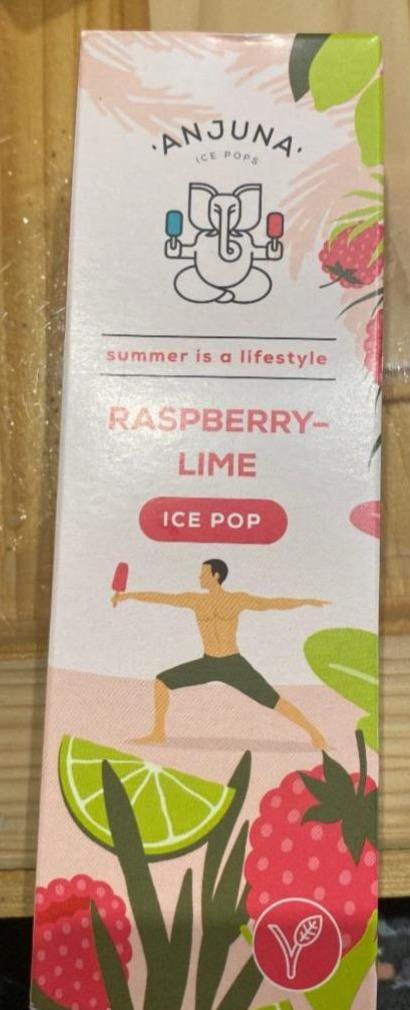 ·ANJUNA·
ICE POPS
summer is a lifestyle
RASPBERRY–
LIME
ICE POP